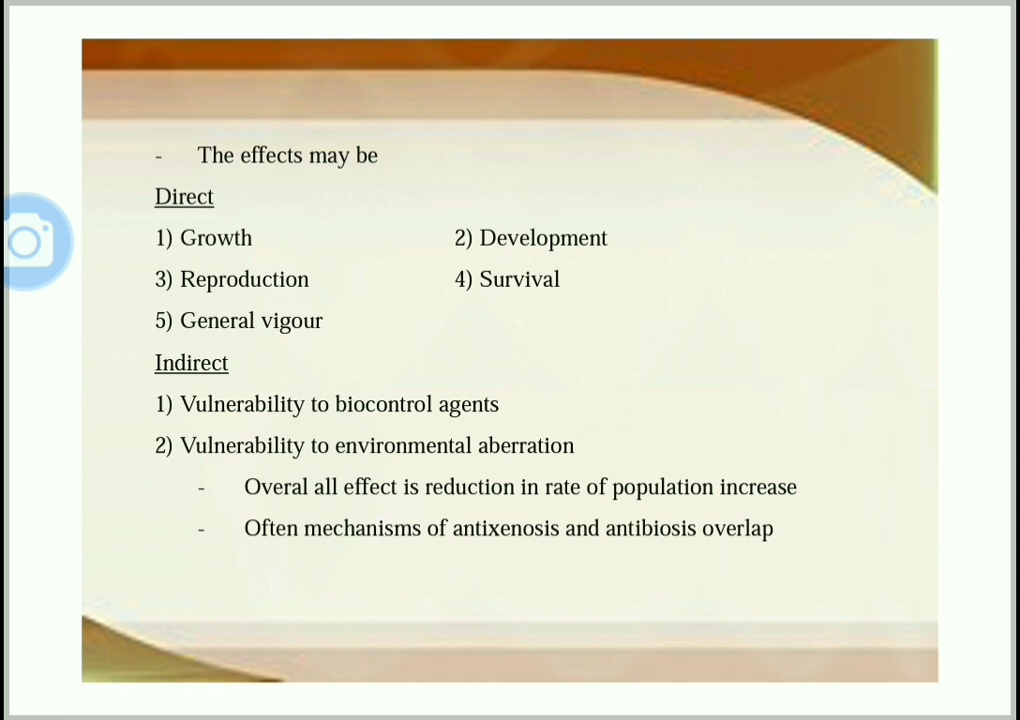 - The effects may be
Direct
1) Growth 2) Development
3) Reproduction 4) Survival
5) General vigour
Indirect
1) Vulnerability to biocontrol agents
2) Vulnerability to environmental aberration
- Overal all effect is reduction in rate of population increase
- Often mechanisms of antixenosis and antibiosis overlap